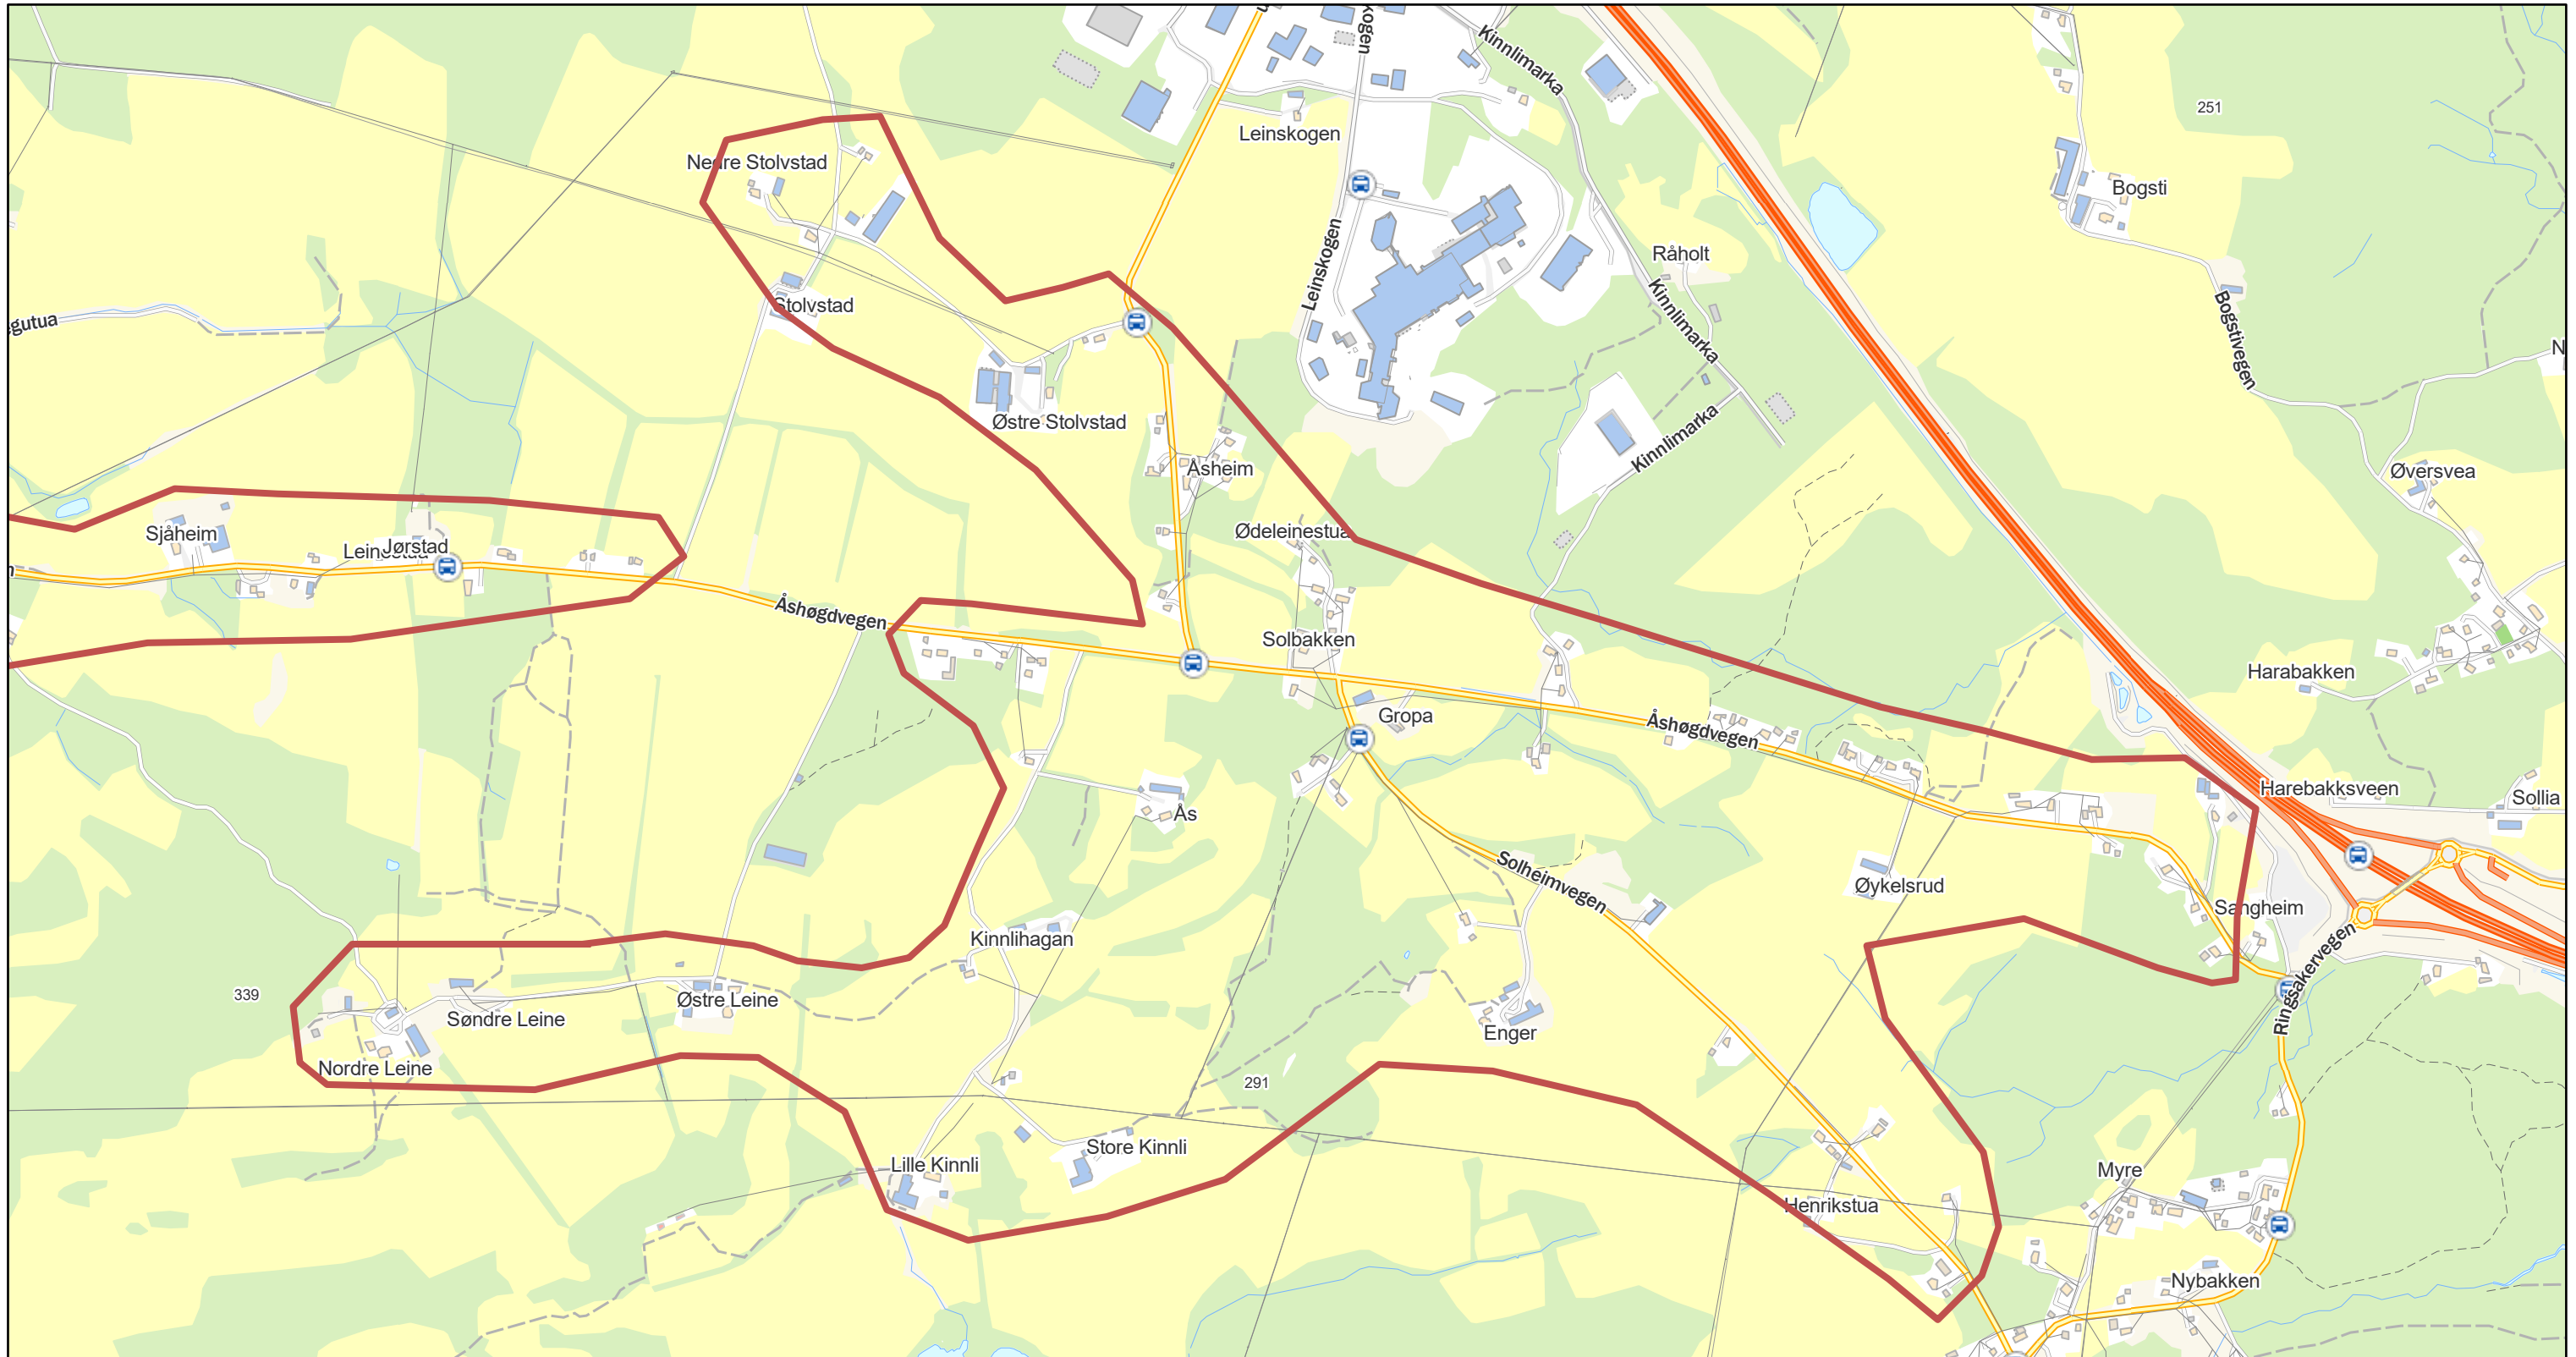 Kinnlimarka
251
Leinskogen
Nedre Stolvstad
Bogsti
Leinskogen
Råholt
Stolvstad
Kinnlimarka
Bogstivegen
gutua
N
Østre Stolvstad
Kinnlimarka
Åsheim
Øversvea
Sjåheim
Jørstad
Ødeleinestua
Åshøgdvegen
Solbakken
Harabakken
Gropa
Åshøgdvegen
Harebakksveen
Sollia
Ås
Solheimvegen
Øykelsrud
Sangheim
Kinnlihagan
Ringsakervegen
339
Østre Leine
Søndre Leine
Enger
Nordre Leine
291
Store Kinnli
Lille Kinnli
Myre
Henrikstua
Nybakken